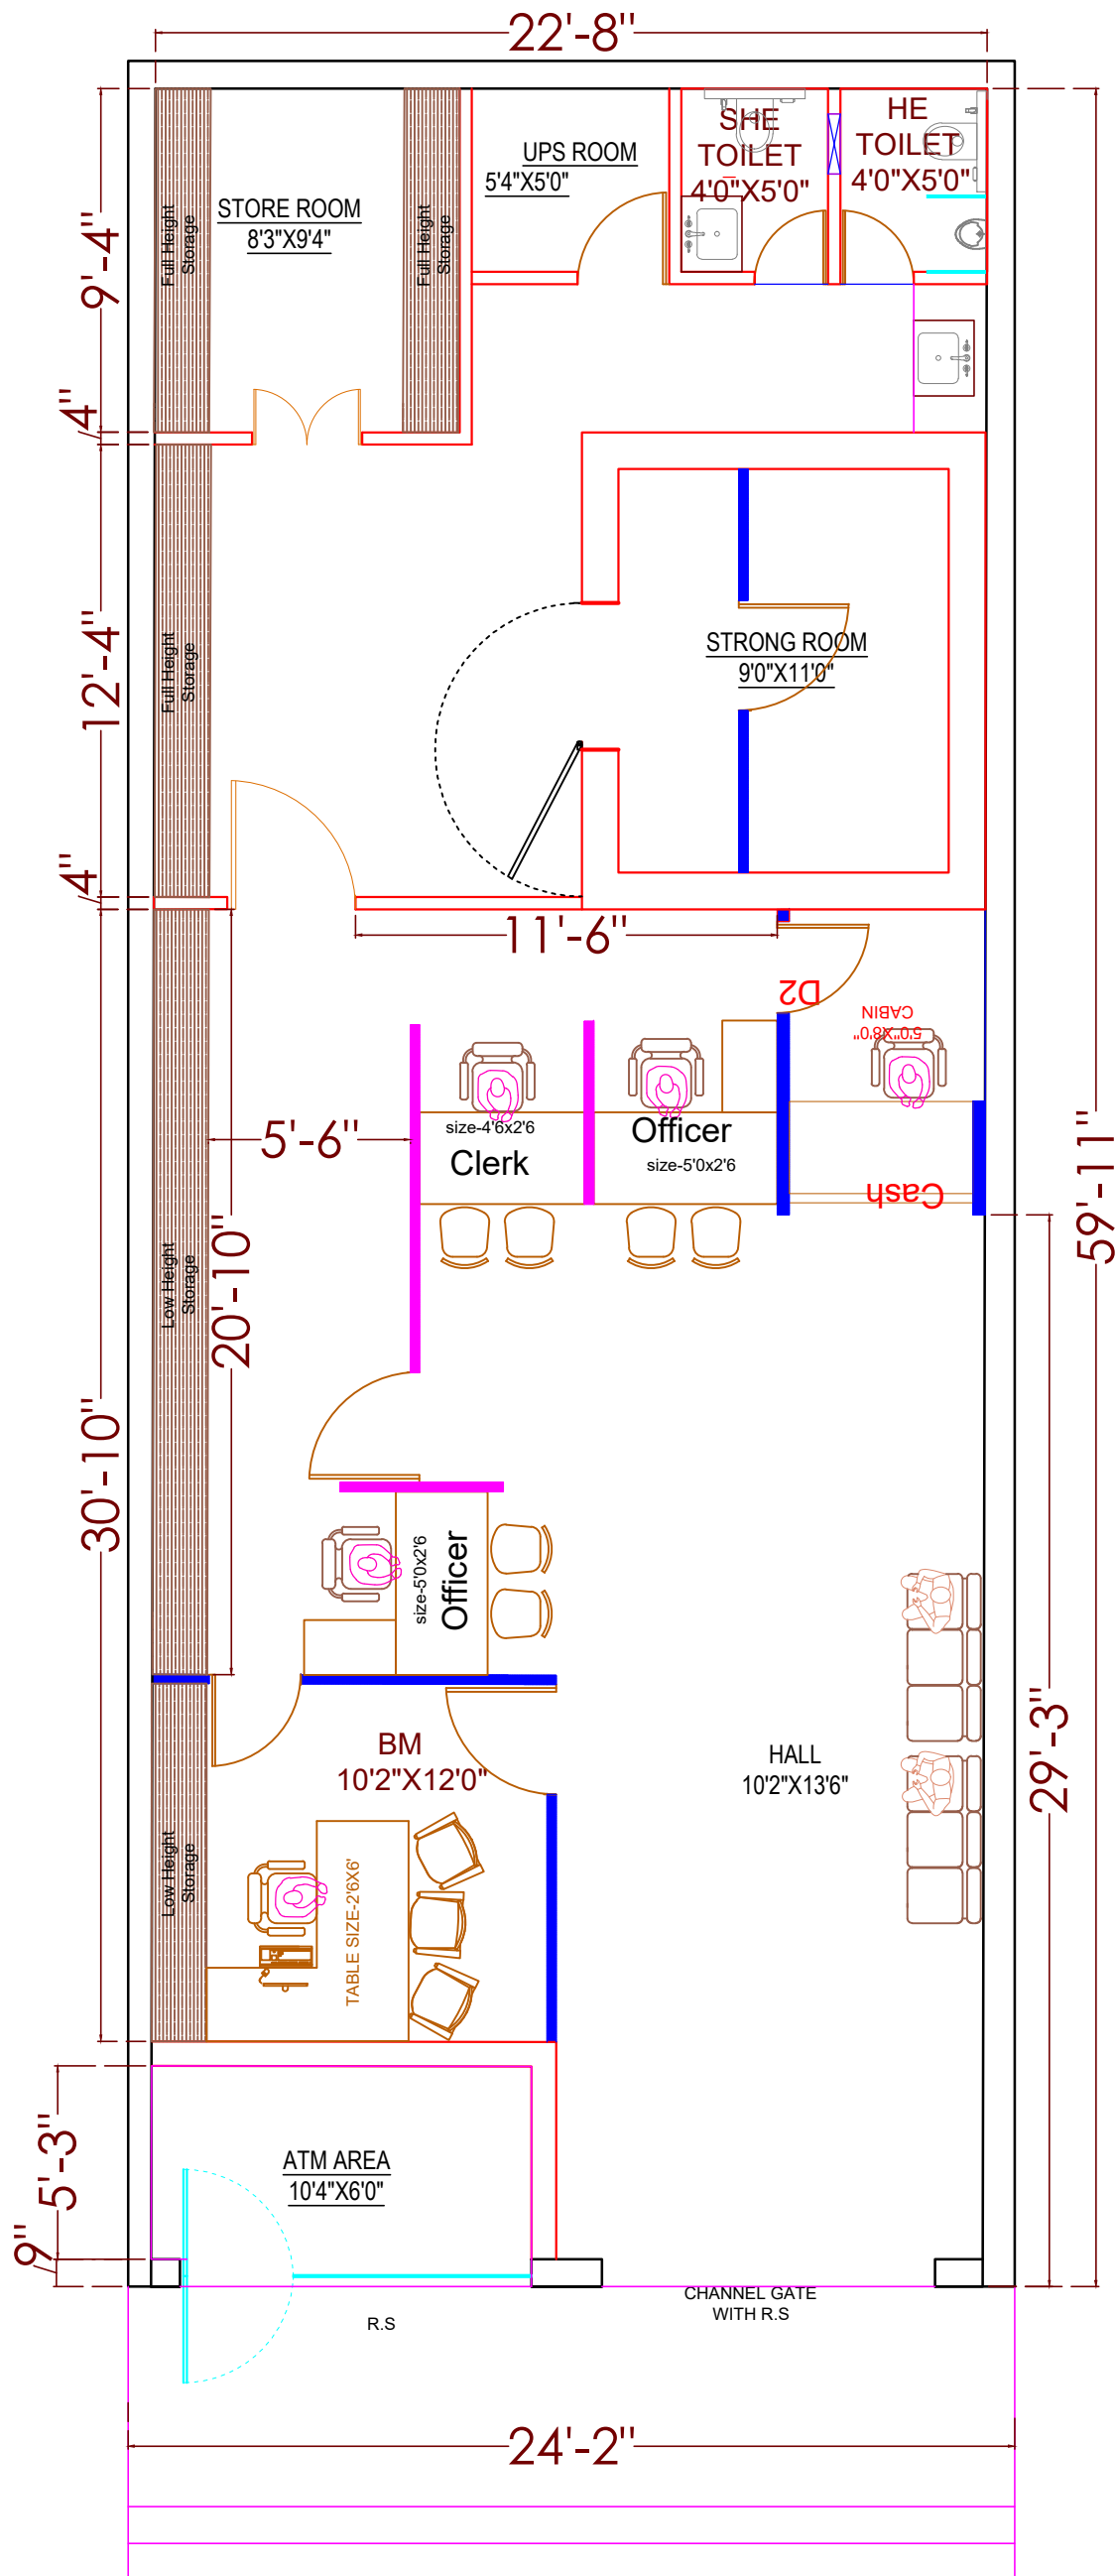 22'-8"
SHE
TOILET
4'0"X5'0"
HE
TOILET
4'0"X5'0"
UPS ROOM
5'4"X5'0"
STORE ROOM
8'3"X9'4"
Full Height
Storage
Full Height
Storage
9'-4"
4"
12'-4"
Full Height
Storage
STRONG ROOM
9'0"X11'0"
4"
11'-6"
D2
5'0"X8'0"
CABIN
5'-6"
size-4'6x2'6
Clerk
Officer
size-5'0x2'6
Cash
59'-11"
Low Height
Storage
20'-10"
30'-10"
size-5'0x2'6
Officer
BM
10'2"X12'0"
HALL
10'2"X13'6"
29'-3"
Low Height
Storage
TABLE SIZE-2'6X6'
5'-3"
ATM AREA
10'4"X6'0"
9"
R.S
CHANNEL GATE
WITH R.S
24'-2"